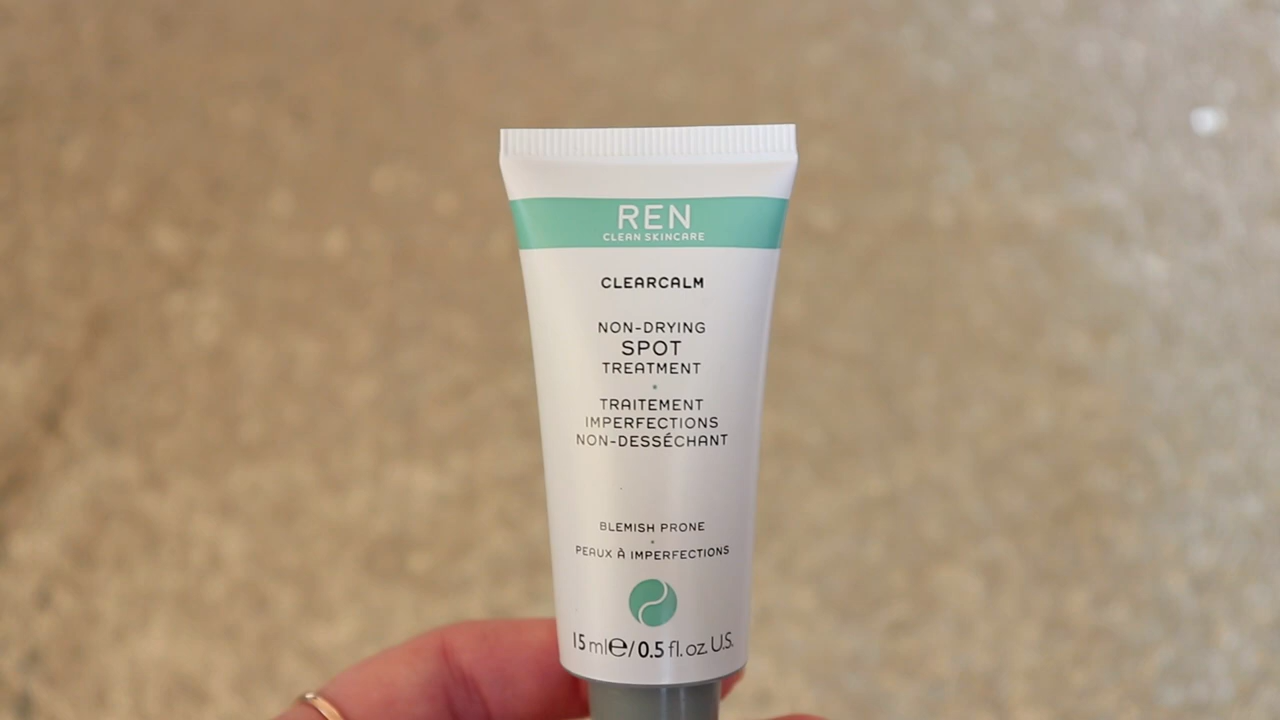 REN
CLEAN SKINCARE
CLEARCALM
NON-DRYING
SPOT
TREATMENT
TRAITEMENT
IMPERFECTIONS
NON-DESSÉCHANT
BLEMISH PRONE
PEAUX À IMPERFECTIONS
15 ml℮/0.5 fl. oz. U.S.